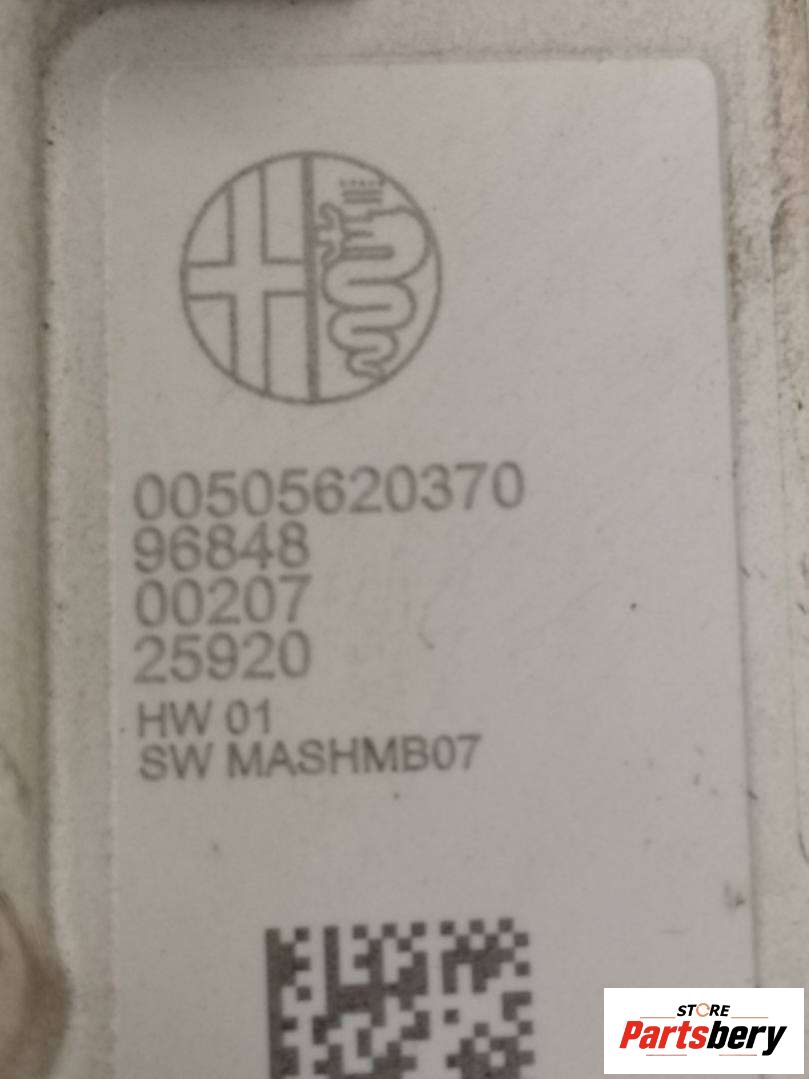 00505620370
96848
00207
25920
HW 01
SW MASHMB07
STORE
Partsbery